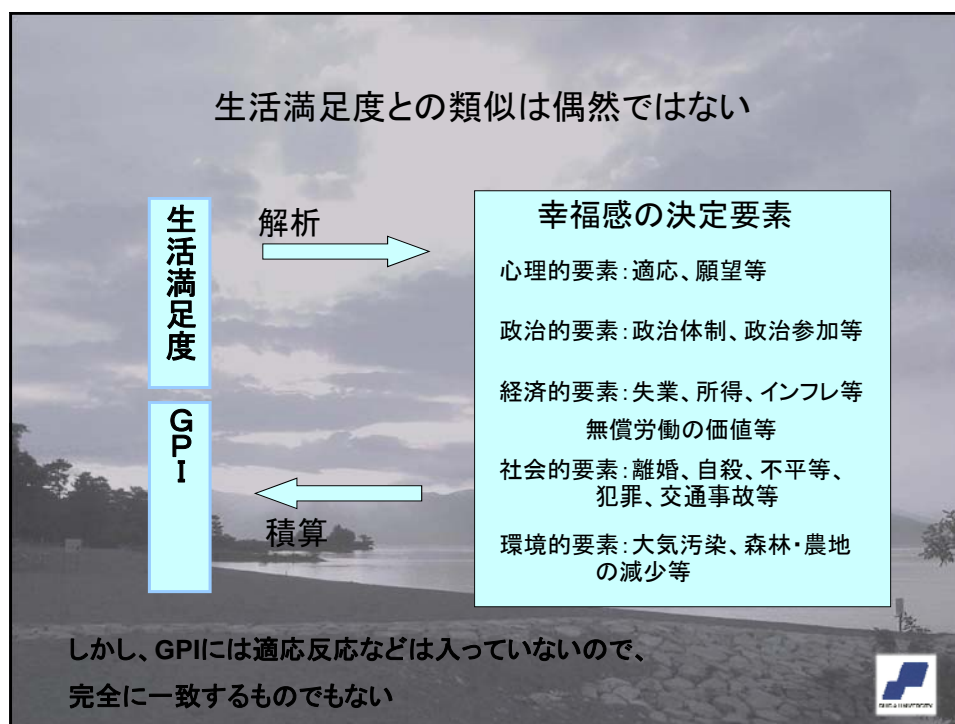 生活満足度との類似は偶然ではない
生活満足度
解析
幸福感の決定要素
心理的要素：適応、願望等
政治的要素：政治体制、政治参加等
経済的要素：失業、所得、インフレ等
無償労働の価値等
社会的要素：離婚、自殺、不平等、
犯罪、交通事故等
環境的要素：大気汚染、森林・農地
の減少等
GPI
積算
しかし、GPIには適応反応などは入っていないので、
完全に一致するものでもない
SHIGA UNIVERSITY